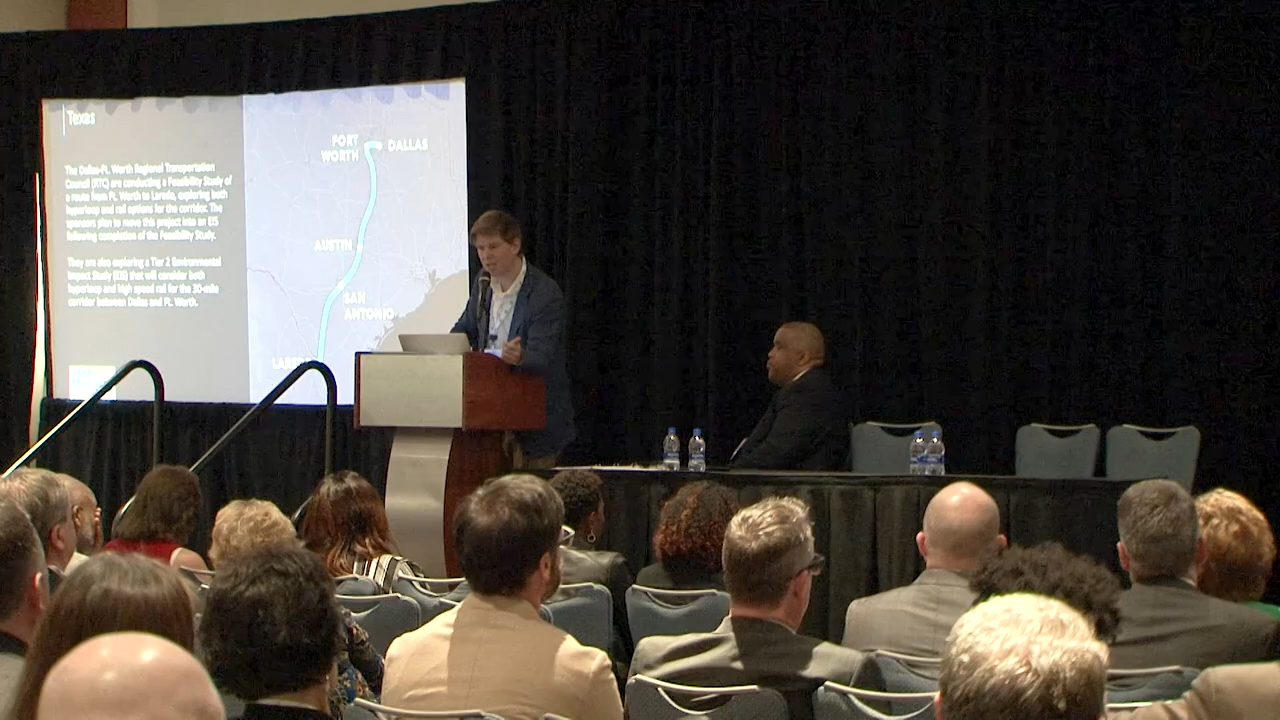 Texas
The Dallas-Ft. Worth Regional Transportation
Council (RTC) are conducting a Feasibility Study of
a route from Ft. Worth to Laredo, exploring both
hyperloop and rail options for the corridor. The
sponsors plan to move this project into an EIS
following completion of the Feasibility Study.
They are also exploring a Tier 2 Environmental
Impact Study (EIS) that will consider both
hyperloop and high speed rail for the 30-mile
corridor between Dallas and Ft. Worth.
FORT
WORTH
DALLAS
AUSTIN
SAN
ANTONIO